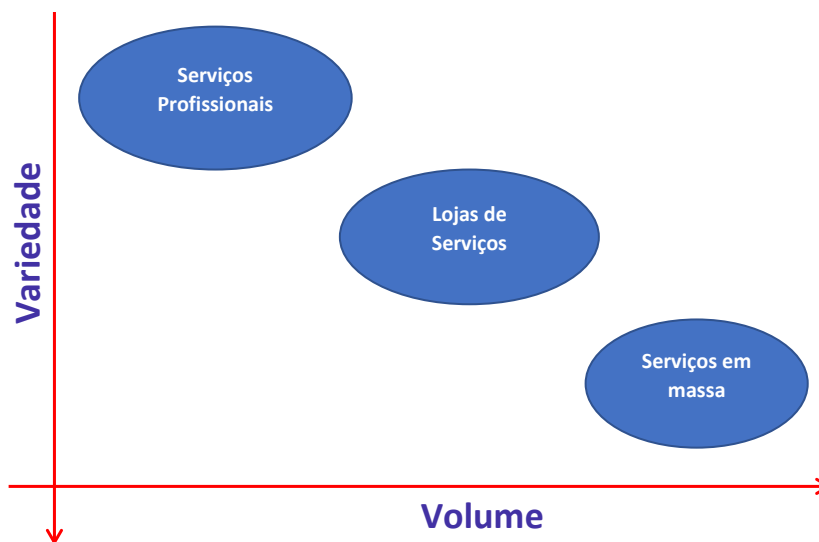 Serviços
Profissionais
Lojas de
Serviços
Serviços em
massa
Variedade
Volume